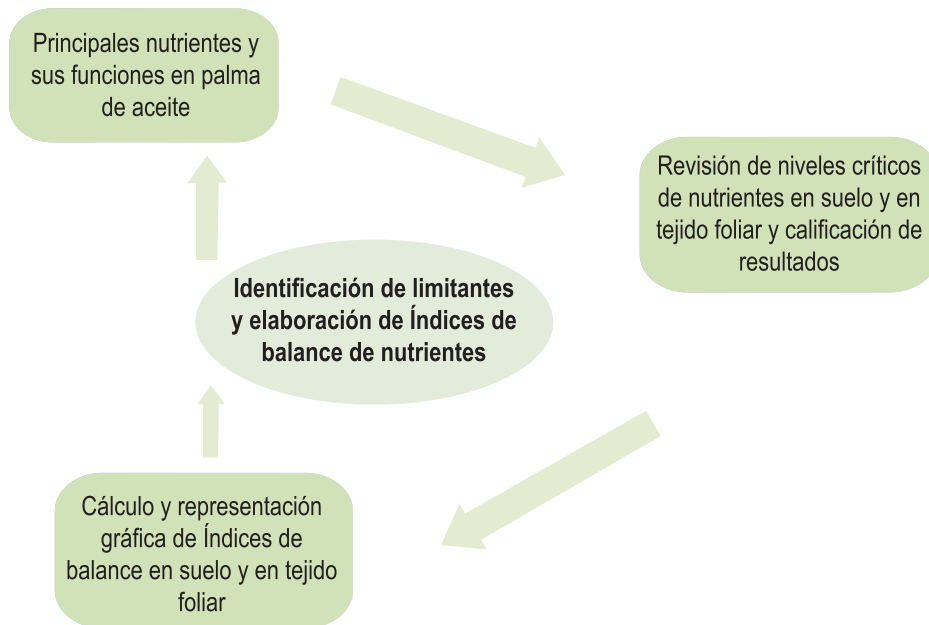 Principales nutrientes y
sus funciones en palma
de aceite
Revisión de niveles críticos
de nutrientes en suelo y en
tejido foliar y calificación de
resultados
Identificación de limitantes
y elaboración de Índices de
balance de nutrientes
Cálculo y representación
gráfica de Índices de
balance en suelo y en tejido
foliar